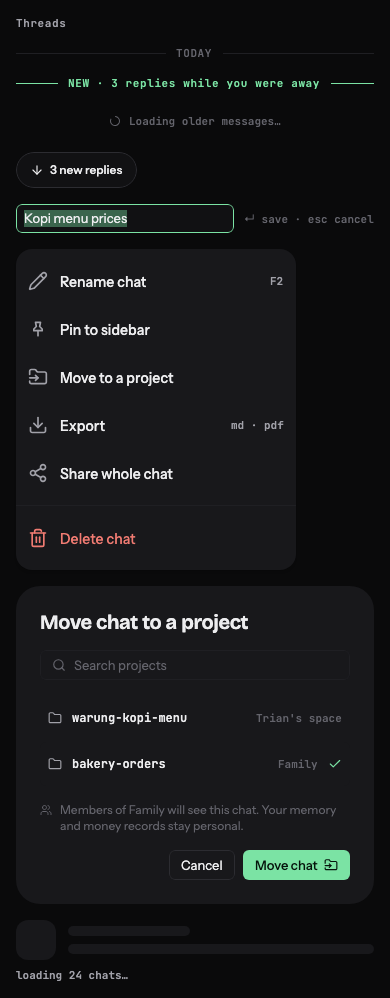 Threads
TODAY
NEW · 3 replies while you were away
Loading older messages…
3 new replies
Kopi menu prices
↵ save · esc cancel
Rename chat F2
Pin to sidebar
Move to a project
Export md · pdf
Share whole chat
Delete chat
Move chat to a project
Search projects
warung-kopi-menu Trian's space
bakery-orders Family
Members of Family will see this chat. Your memory
and money records stay personal.
Cancel Move chat
loading 24 chats…